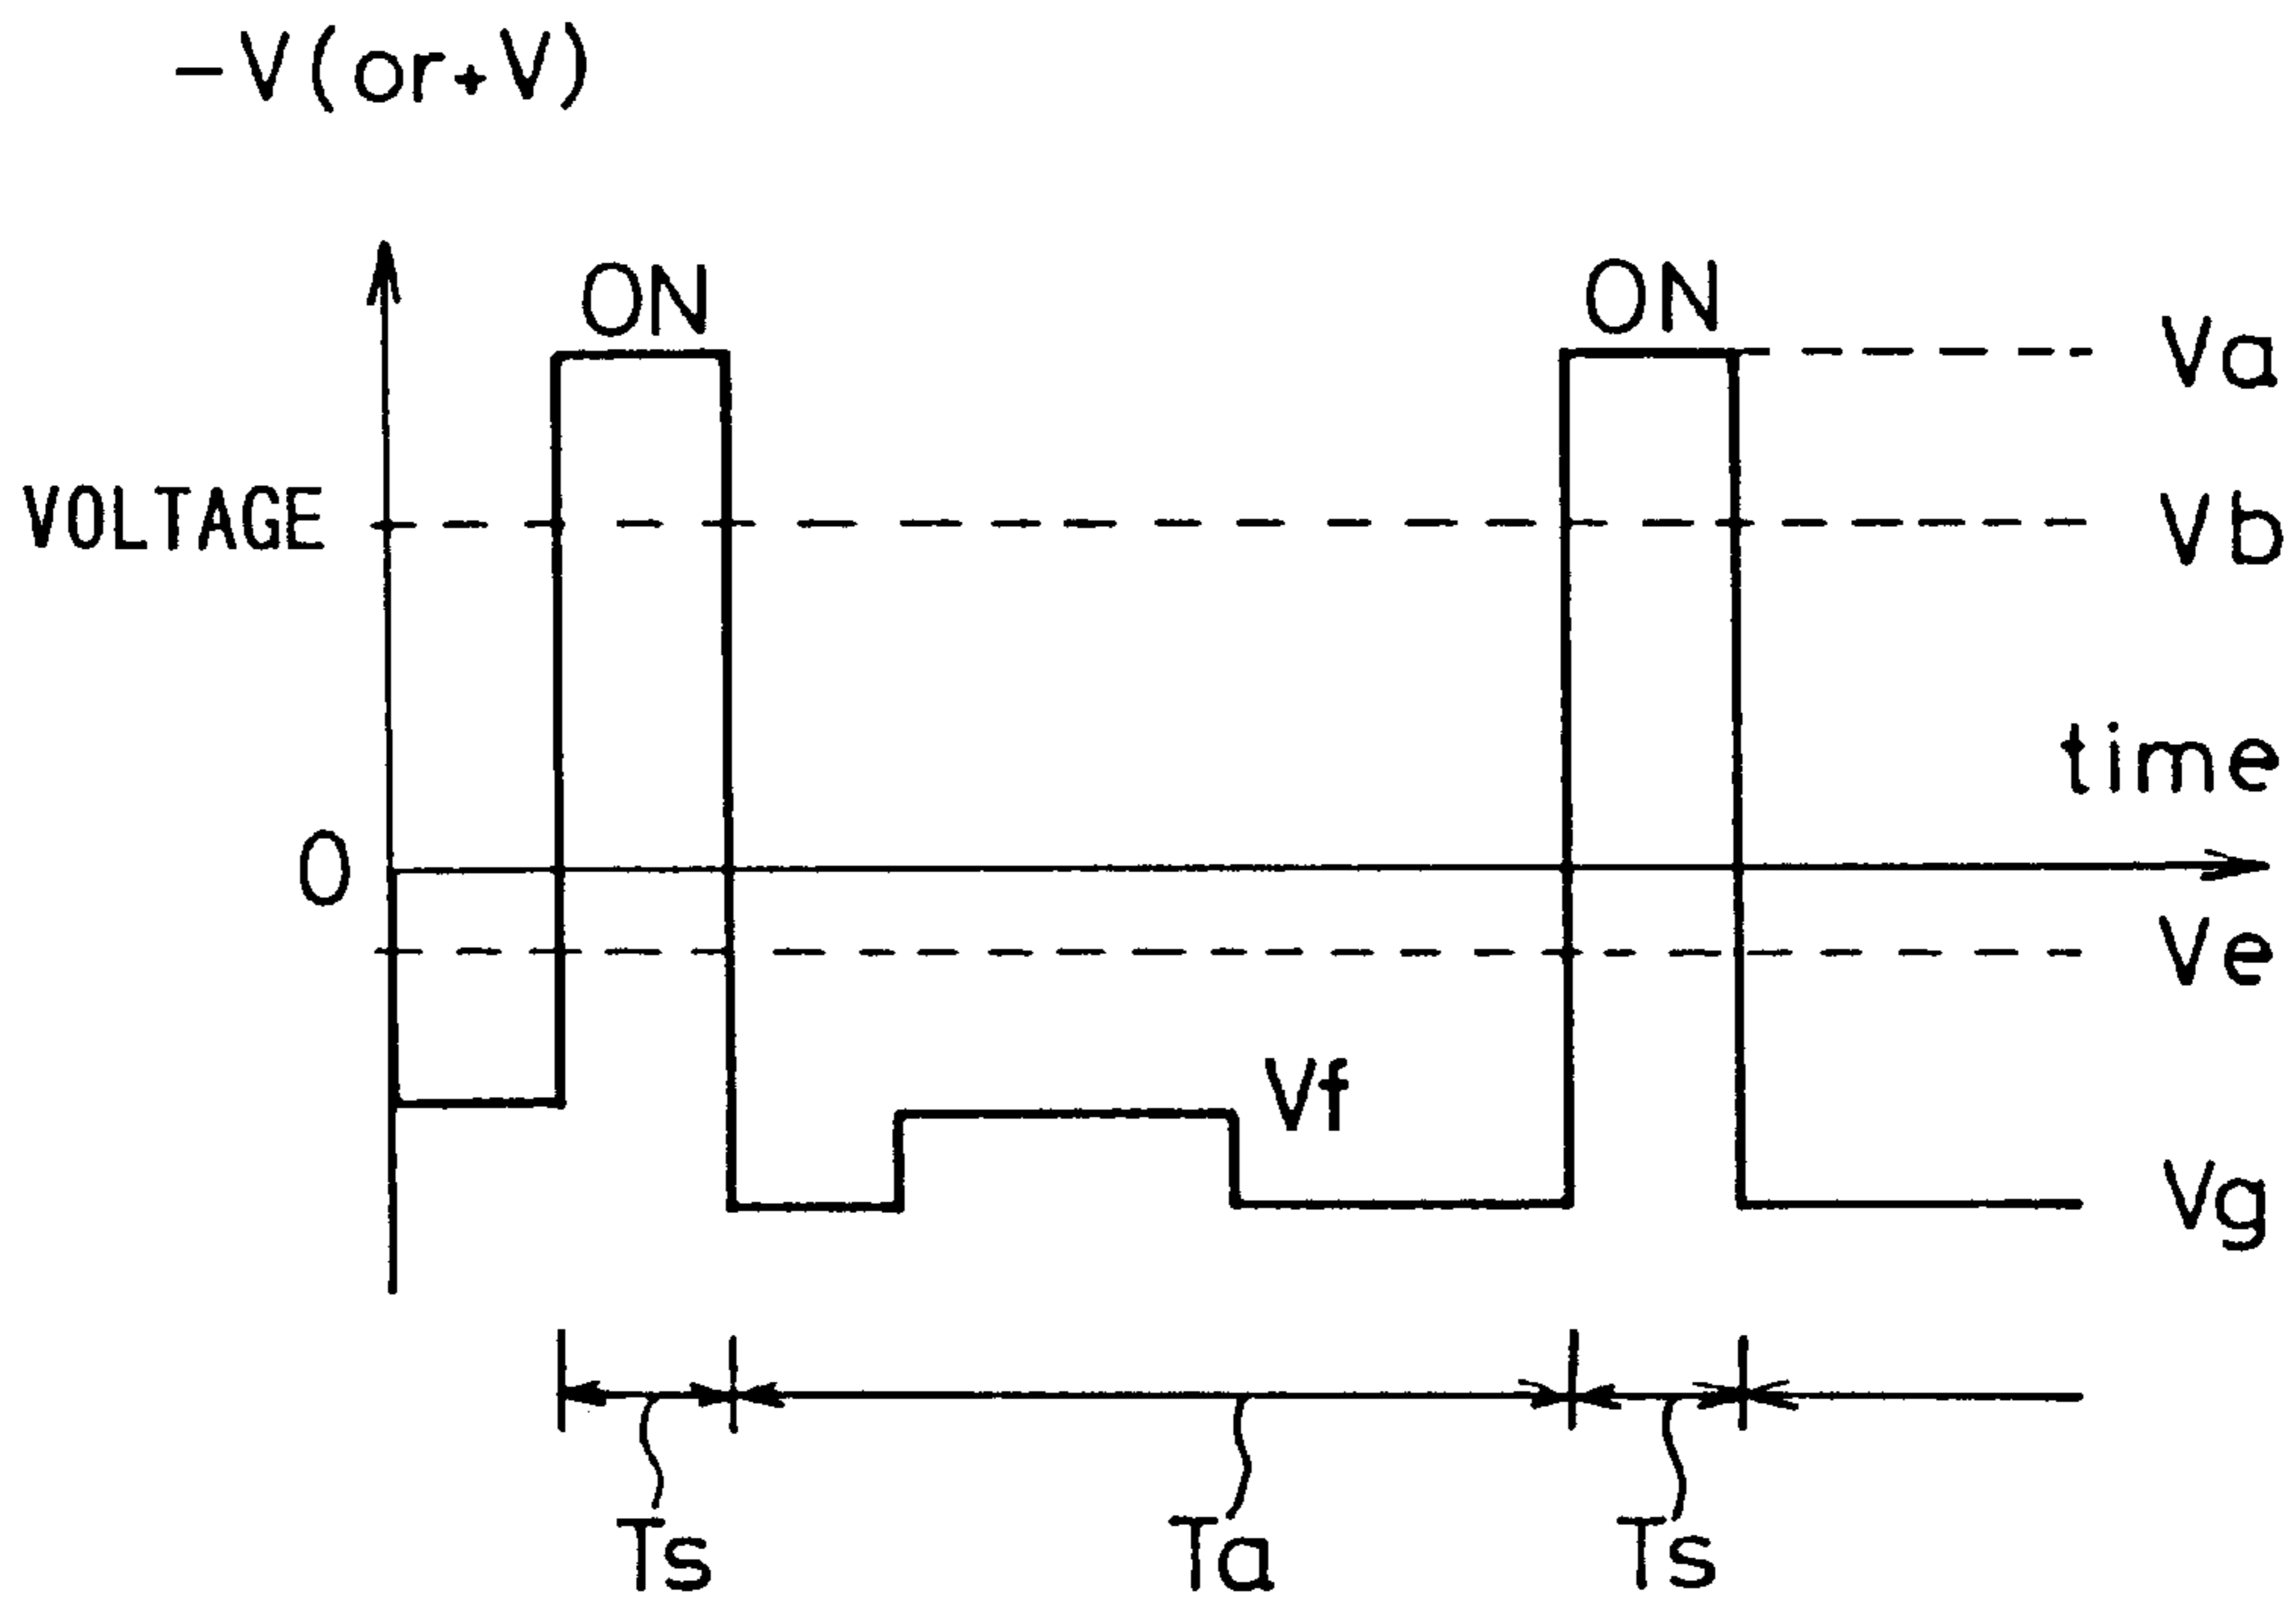 -V(or+V)
ON
ON
Va
VOLTAGE
Vb
time
0
Ve
Vf
Vg
Ts
Ta
Ts